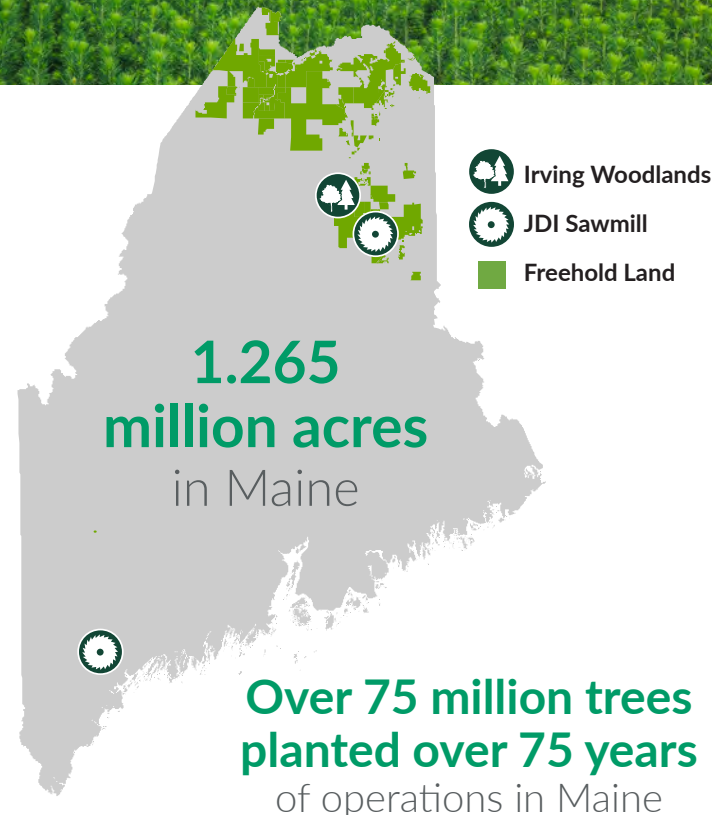 Irving Woodlands
JDI Sawmill
Freehold Land
1.265
million acres
in Maine
Over 75 million trees
planted over 75 years
of operations in Maine